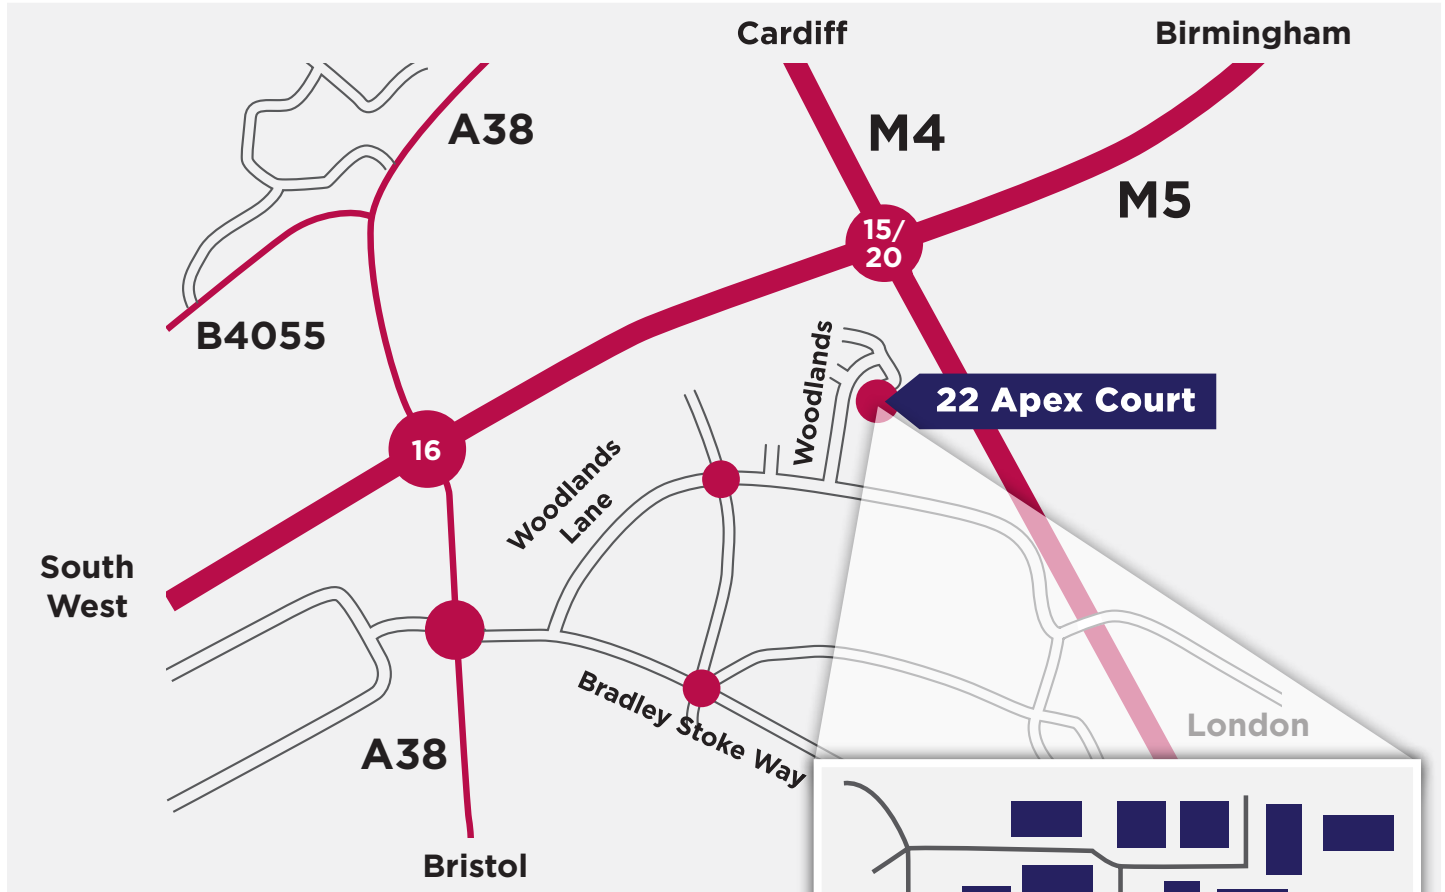 Cardiff
Birmingham
A38
M4
M5
15/
20
B4055
Woodlands
22 Apex Court
16
Woodlands
Lane
South
West
Bradley Stoke Way
London
A38
Bristol